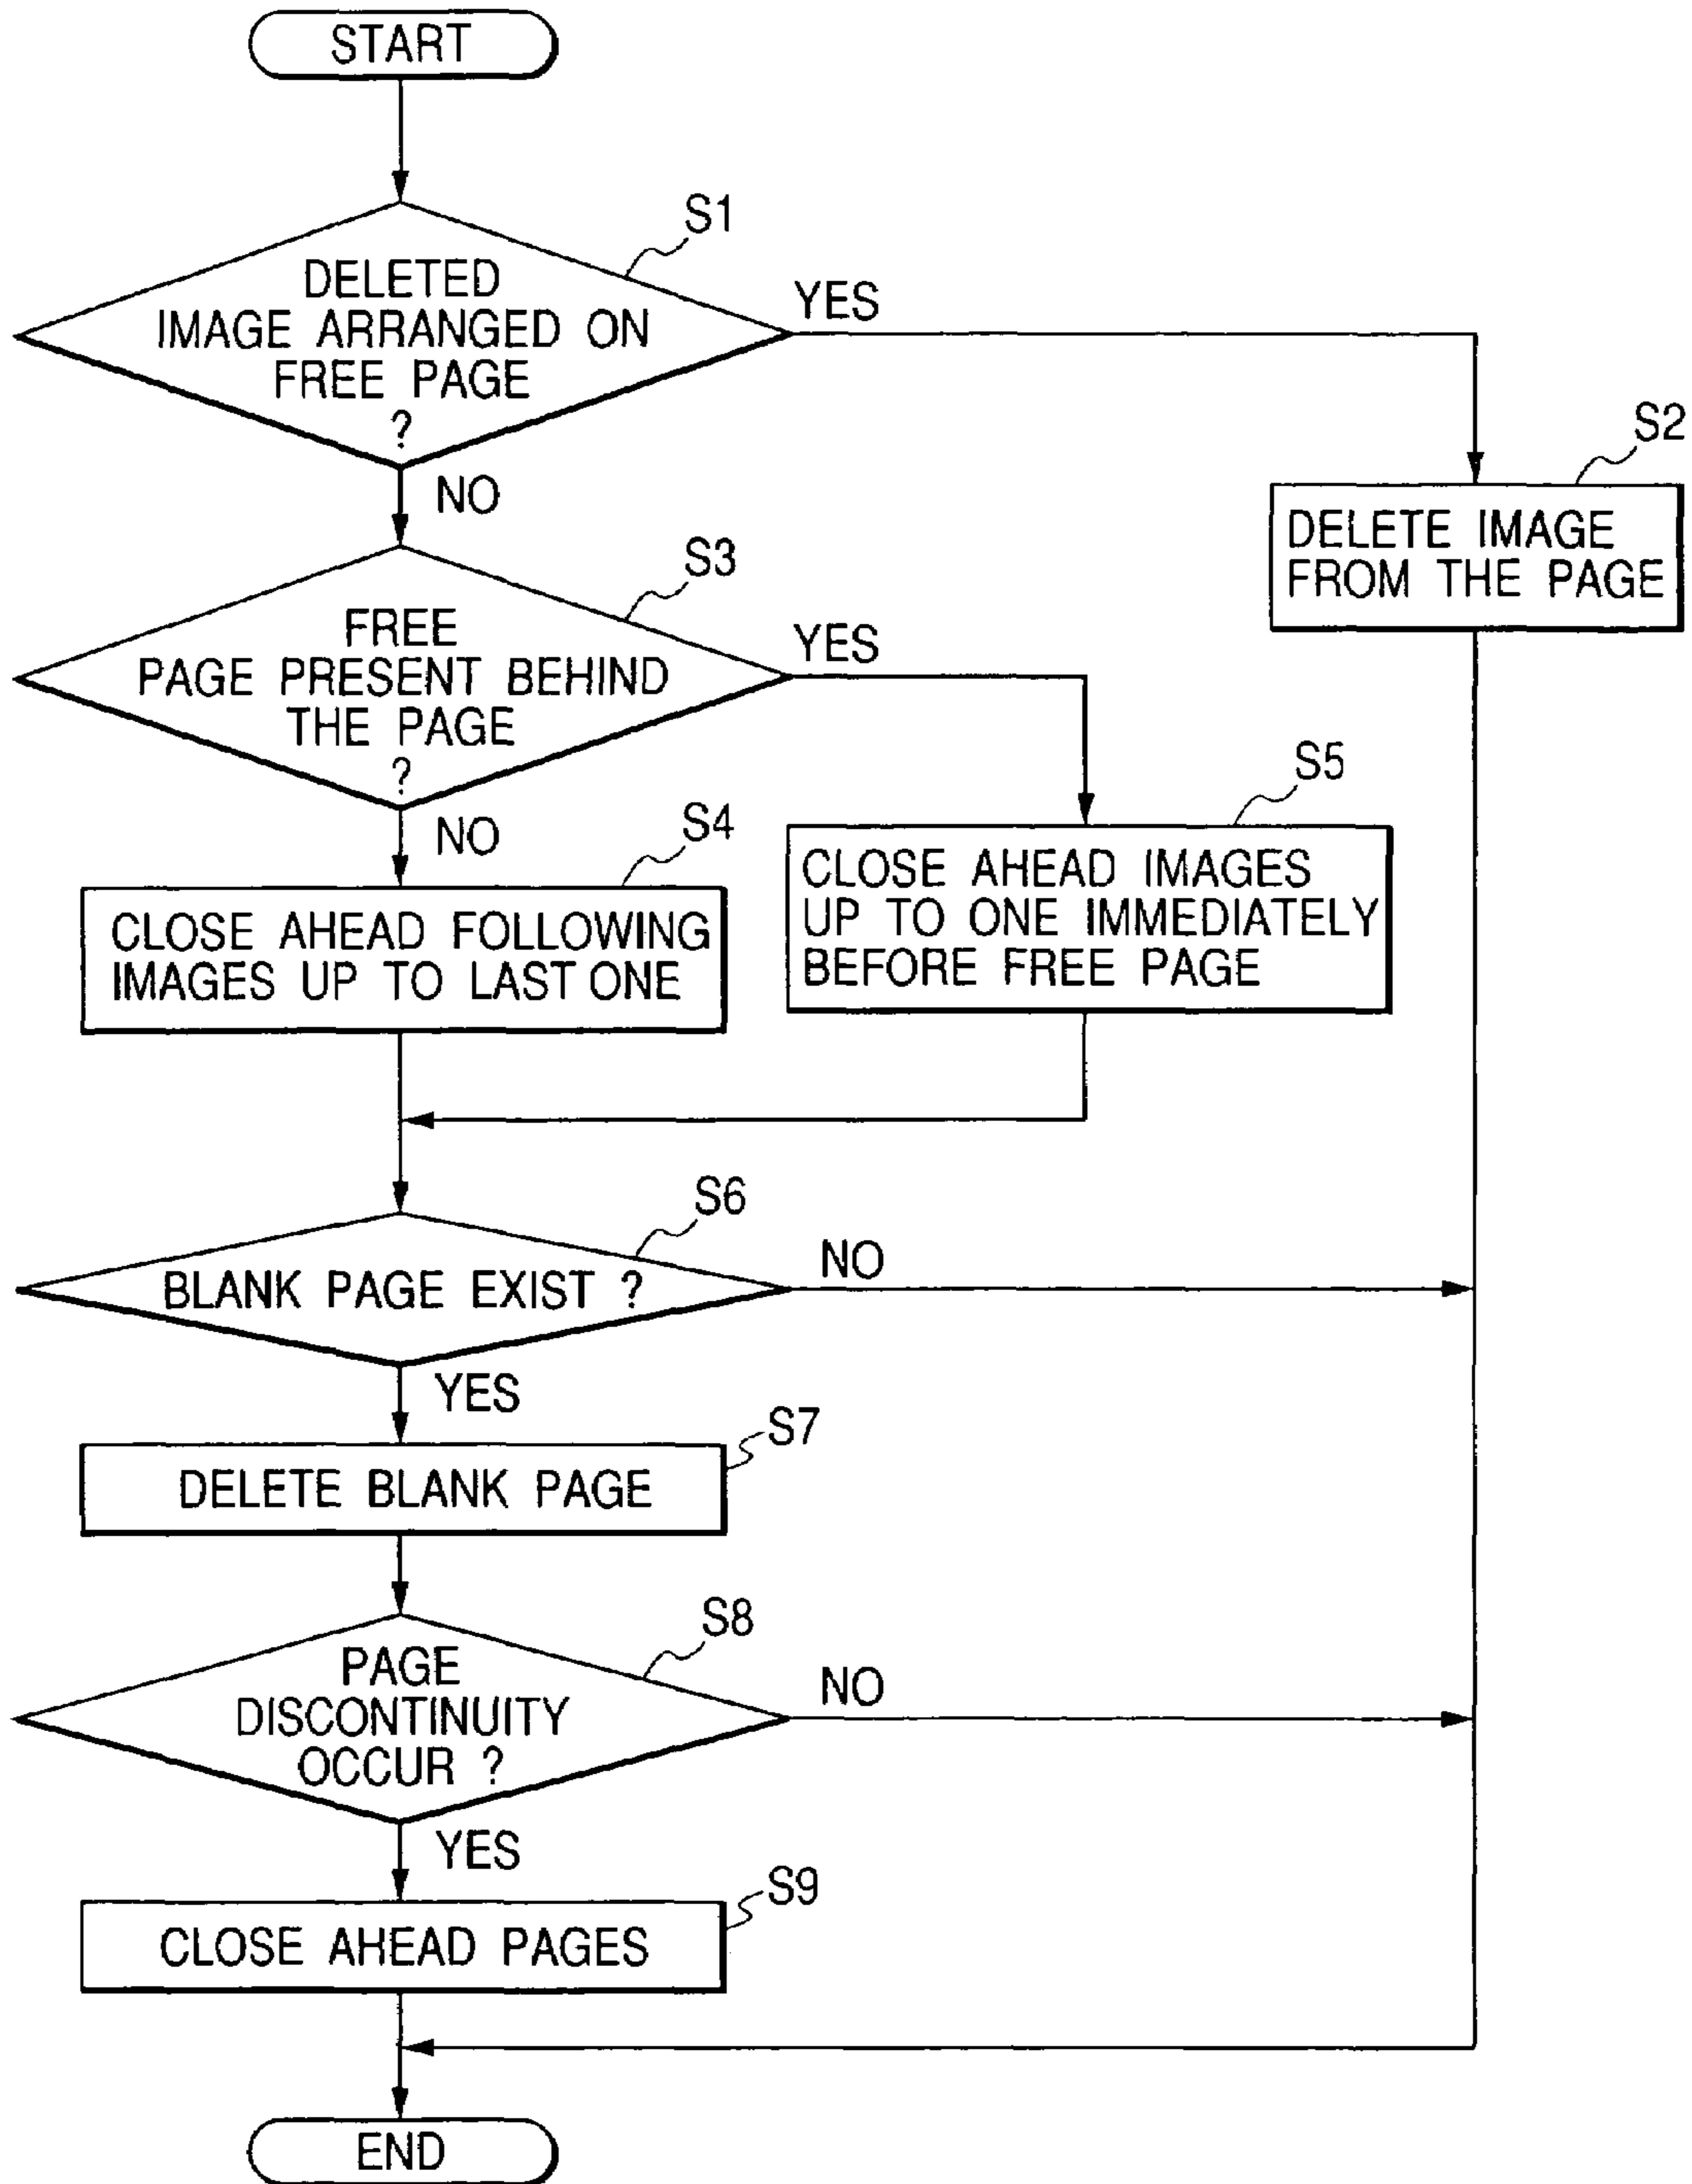 START
S1
DELETED
IMAGE ARRANGED ON
FREE PAGE
?
YES
NO
S2
DELETE IMAGE
FROM THE PAGE
S3
FREE
PAGE PRESENT BEHIND
THE PAGE
?
YES
NO
S4
CLOSE AHEAD FOLLOWING
IMAGES UP TO LAST ONE
S5
CLOSE AHEAD IMAGES
UP TO ONE IMMEDIATELY
BEFORE FREE PAGE
S6
BLANK PAGE EXIST ?
NO
YES
S7
DELETE BLANK PAGE
S8
PAGE
DISCONTINUITY
OCCUR ?
NO
YES
S9
CLOSE AHEAD PAGES
END